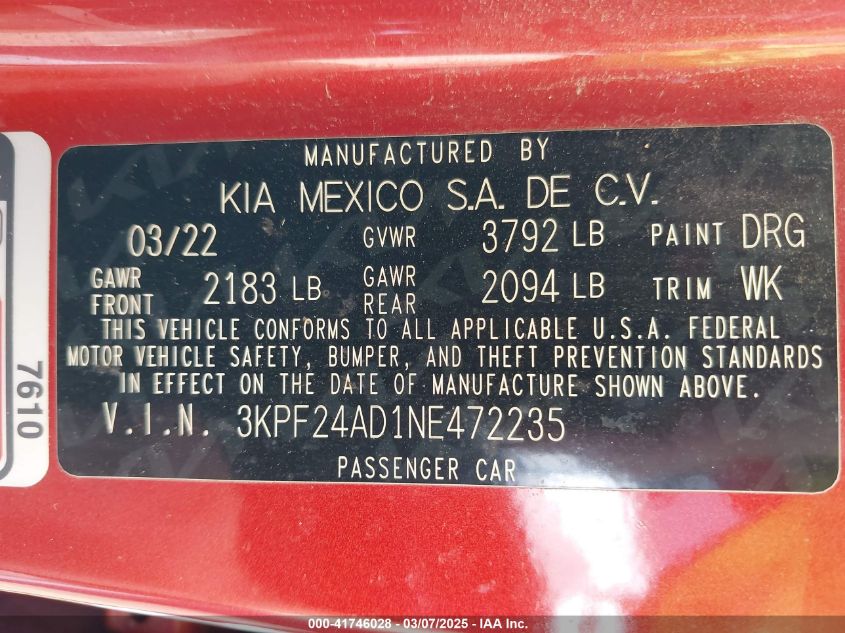 MANUFACTURED BY
KIA MEXICO S.A. DE C.V.
03/22 GVWR 3792 LB PAINT DRG
GAWR FRONT 2183 LB GAWR REAR 2094 LB TRIM WK
THIS VEHICLE CONFORMS TO ALL APPLICABLE U.S.A. FEDERAL
MOTOR VEHICLE SAFETY, BUMPER, AND THEFT PREVENTION STANDARDS
IN EFFECT ON THE DATE OF MANUFACTURE SHOWN ABOVE.
V.I.N. 3KPF24AD1NE472235
PASSENGER CAR
7610
000-41746028 - 03/07/2025 - IAA Inc.